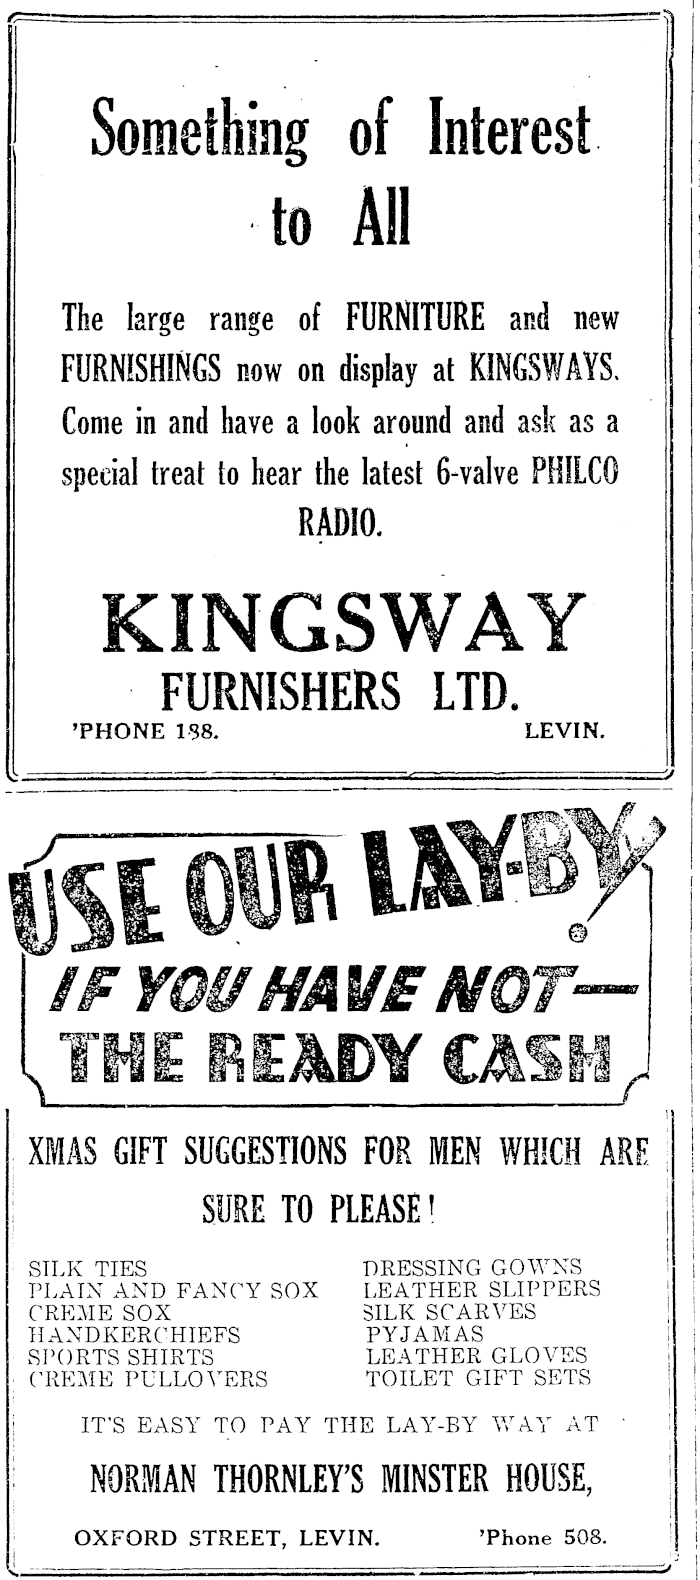 Something of Interest
to All
The large range of FURNITURE and new
FURNISHINGS now on display at KINGSWAYS.
Come in and have a look around and ask as a
special treat to hear the latest 6-valve PHILCO
RADIO.
KINGSWAY
FURNISHERS LTD.
'PHONE 188. LEVIN.
USE OUR LAY-BY!
IF YOU HAVE NOT—
THE READY CASH
XMAS GIFT SUGGESTIONS FOR MEN WHICH ARE
SURE TO PLEASE!
SILK TIES DRESSING GOWNS
PLAIN AND FANCY SOX LEATHER SLIPPERS
CREME SOX SILK SCARVES
HANDKERCHIEFS PYJAMAS
SPORTS SHIRTS LEATHER GLOVES
CREME PULLOVERS TOILET GIFT SETS
IT'S EASY TO PAY THE LAY-BY WAY AT
NORMAN THORNLEY'S MINSTER HOUSE,
OXFORD STREET, LEVIN. 'Phone 508.